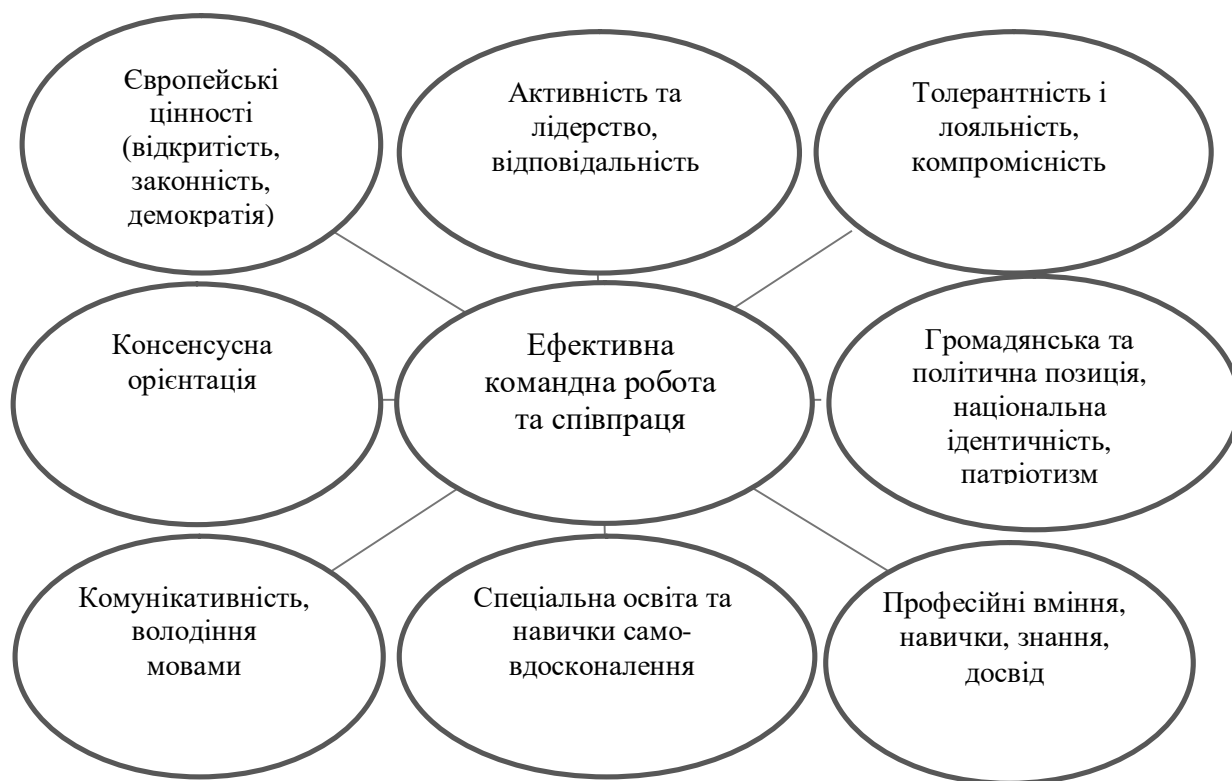 Європейські
цінності
(відкритість,
законність,
демократія)
Активність та
лідерство,
відповідальність
Толерантність і
лояльність,
компромісність
Консенсусна
орієнтація
Ефективна
командна робота
та співпраця
Громадянська та
політична позиція,
національна
ідентичність,
патріотизм
Комунікативність,
володіння
мовами
Спеціальна освіта та
навички само-
вдосконалення
Професійні вміння,
навички, знання,
досвід